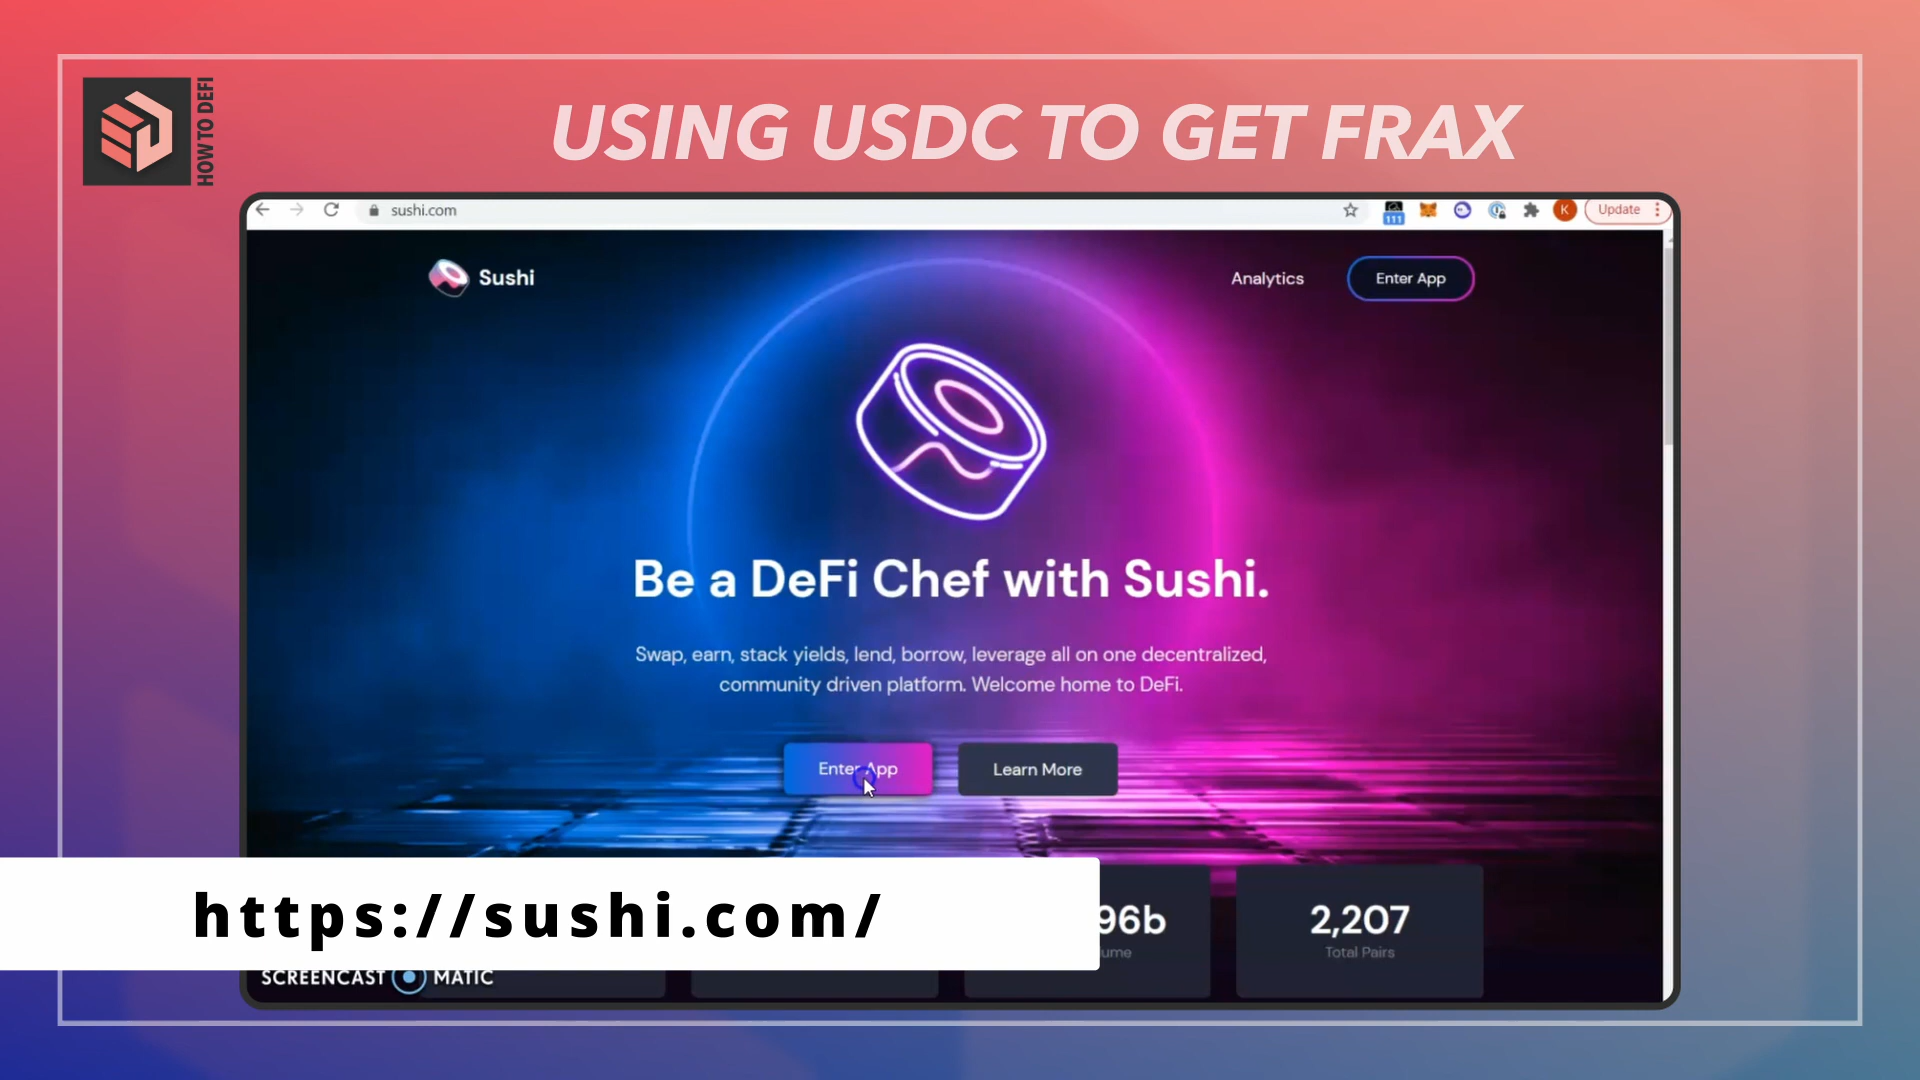 HOW TO DEFI
USING USDC TO GET FRAX
sushi.com
111
K
Update
Sushi
Analytics
Enter App
Be a DeFi Chef with Sushi.
Swap, earn, stack yields, lend, borrow, leverage all on one decentralized,
community driven platform. Welcome home to DeFi.
Enter App
Learn More
https://sushi.com/
96b
ume
2,207
Total Pairs
SCREENCAST MATIC